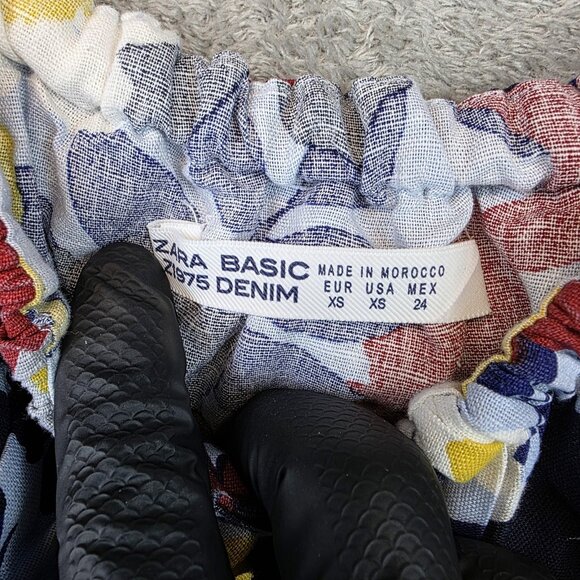 ZARA BASIC
Z1975 DENIM
MADE IN MOROCCO
EUR USA MEX
XS XS 24